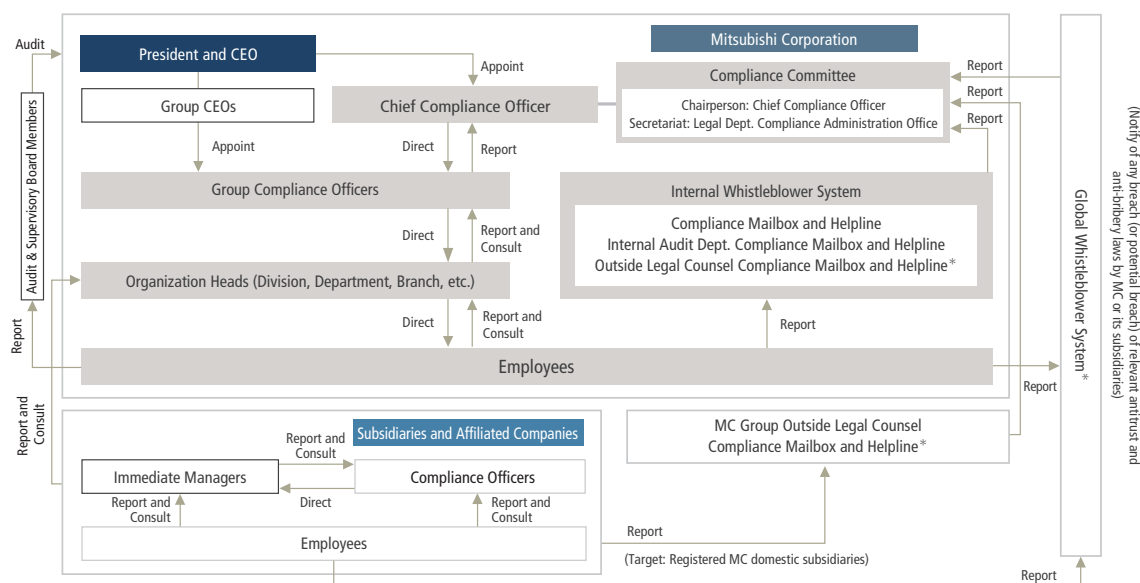 Audit
President and CEO
Mitsubishi Corporation
Appoint
Group CEOs
Chief Compliance Officer
Compliance Committee
Chairperson: Chief Compliance Officer
Secretariat: Legal Dept. Compliance Administration Office
Report
Report
Report
Appoint
Direct
Report
Group Compliance Officers
Internal Whistleblower System
Compliance Mailbox and Helpline
Internal Audit Dept. Compliance Mailbox and Helpline
Outside Legal Counsel Compliance Mailbox and Helpline*
Direct
Report and
Consult
Organization Heads (Division, Department, Branch, etc.)
Direct
Report and
Consult
Report
Employees
Audit & Supervisory Board Members
Report
Report and
Consult
Report
Global Whistleblower
System*
(Notify of any breach (or potential breach) of relevant antitrust and
anti-bribery laws by MC or its subsidiaries)
Subsidiaries and Affiliated Companies
MC Group Outside Legal Counsel
Compliance Mailbox and Helpline*
Immediate Managers
Report and
Consult
Compliance Officers
Direct
Report and
Consult
Report and
Consult
Employees
Report
(Target: Registered MC domestic subsidiaries)
Report